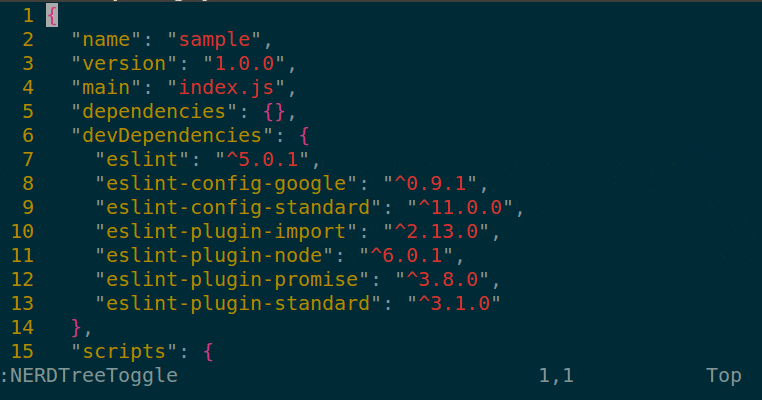 1 {
2   "name": "sample",
3   "version": "1.0.0",
4   "main": "index.js",
5   "dependencies": {},
6   "devDependencies": {
7     "eslint": "^5.0.1",
8     "eslint-config-google": "^0.9.1",
9     "eslint-config-standard": "^11.0.0",
10     "eslint-plugin-import": "^2.13.0",
11     "eslint-plugin-node": "^6.0.1",
12     "eslint-plugin-promise": "^3.8.0",
13     "eslint-plugin-standard": "^3.1.0"
14   },
15   "scripts": {
:NERDTreeToggle 1,1 Top